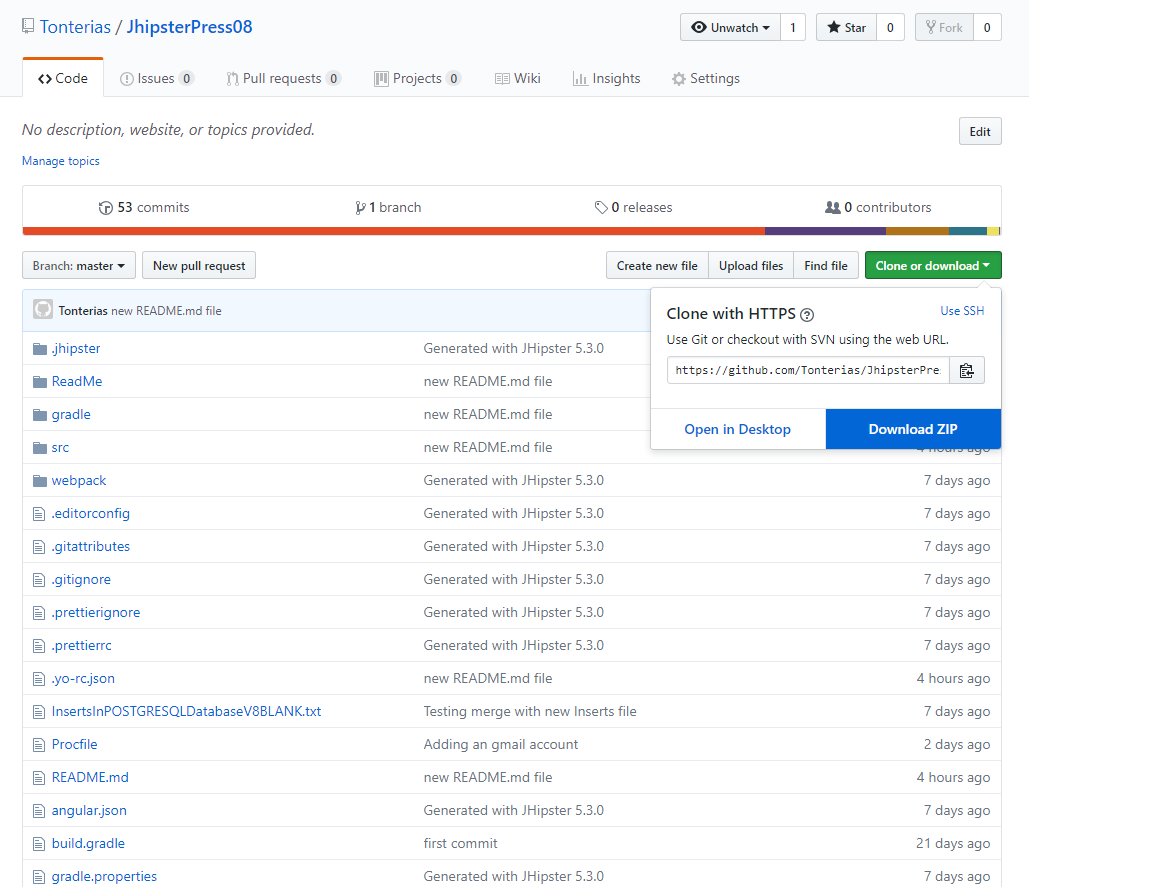 Tonterias / JhipsterPress08
Unwatch 1 Star 0 Fork 0
Code Issues 0 Pull requests 0 Projects 0 Wiki Insights Settings
No description, website, or topics provided.
Edit
Manage topics
53 commits 1 branch 0 releases 0 contributors
Branch: master New pull request Create new file Upload files Find file Clone or download
Tonterias new README.md file
Clone with HTTPS Use SSH
Use Git or checkout with SVN using the web URL.
https://github.com/Tonterias/JhipsterPre
Open in Desktop Download ZIP
.jhipster Generated with JHipster 5.3.0
ReadMe new README.md file
gradle new README.md file
src new README.md file 4 hours ago
webpack Generated with JHipster 5.3.0 7 days ago
.editorconfig Generated with JHipster 5.3.0 7 days ago
.gitattributes Generated with JHipster 5.3.0 7 days ago
.gitignore Generated with JHipster 5.3.0 7 days ago
.prettierignore Generated with JHipster 5.3.0 7 days ago
.prettierrc Generated with JHipster 5.3.0 7 days ago
.yo-rc.json new README.md file 4 hours ago
InsertsInPOSTGRESQLDatabaseV8BLANK.txt Testing merge with new Inserts file 7 days ago
Procfile Adding an gmail account 2 days ago
README.md new README.md file 4 hours ago
angular.json Generated with JHipster 5.3.0 7 days ago
build.gradle first commit 21 days ago
gradle.properties Generated with JHipster 5.3.0 7 days ago